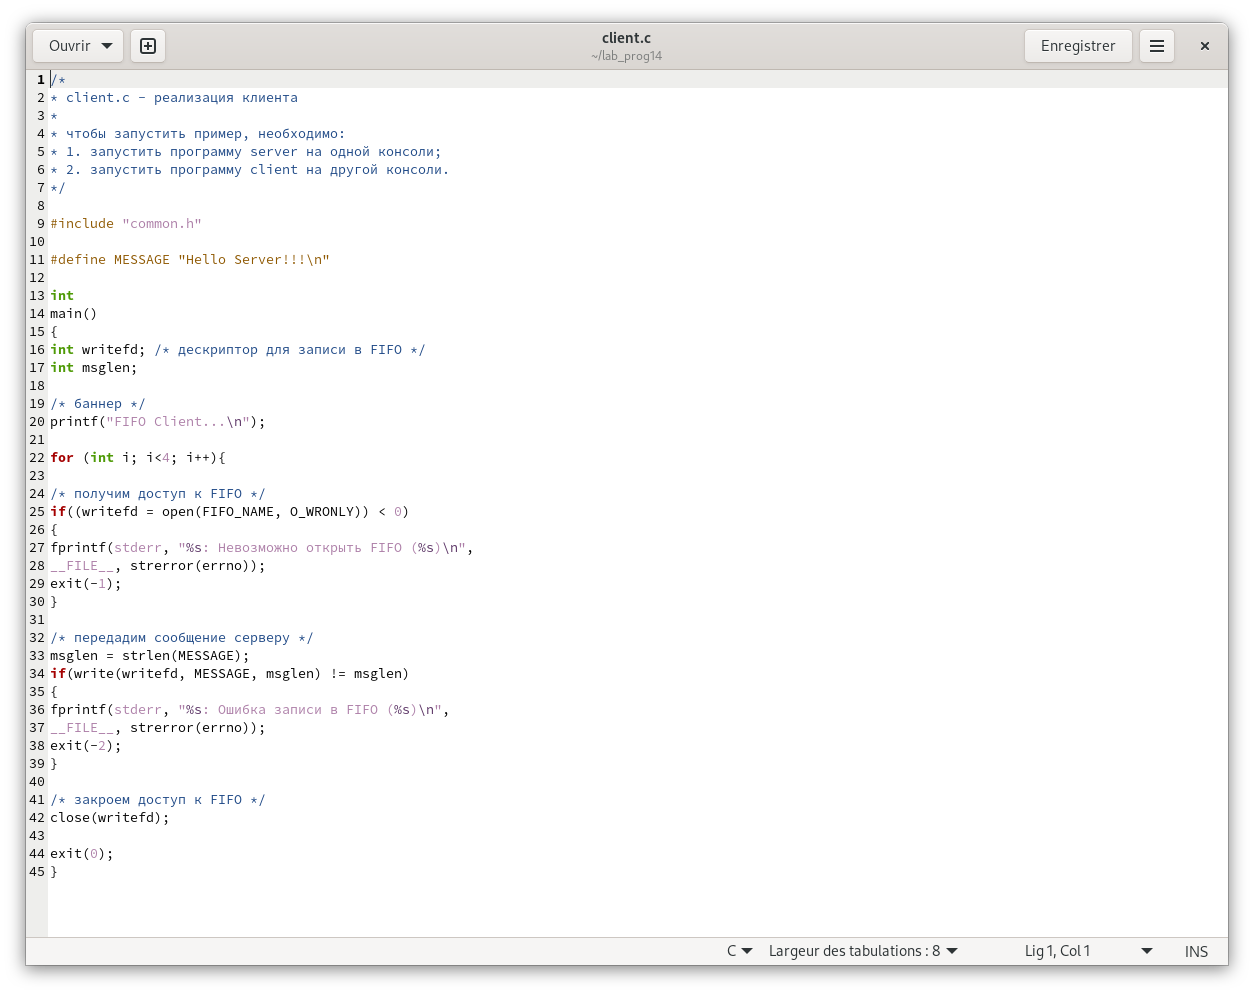 Ouvrir
client.c
~/lab_prog14
Enregistrer
1 /*
2 * client.c - реализация клиента
3 *
4 * чтобы запустить пример, необходимо:
5 * 1. запустить программу server на одной консоли;
6 * 2. запустить программу client на другой консоли.
7 */
8
9 #include "common.h"
10
11 #define MESSAGE "Hello Server!!!\n"
12
13 int
14 main()
15 {
16 int writefd; /* дескриптор для записи в FIFO */
17 int msglen;
18
19 /* баннер */
20 printf("FIFO Client...\n");
21
22 for (int i; i<4; i++){
23
24 /* получим доступ к FIFO */
25 if((writefd = open(FIFO_NAME, O_WRONLY)) < 0)
26 {
27 fprintf(stderr, "%s: Невозможно открыть FIFO (%s)\n",
28 __FILE__, strerror(errno));
29 exit(-1);
30 }
31
32 /* передадим сообщение серверу */
33 msglen = strlen(MESSAGE);
34 if(write(writefd, MESSAGE, msglen) != msglen)
35 {
36 fprintf(stderr, "%s: Ошибка записи в FIFO (%s)\n",
37 __FILE__, strerror(errno));
38 exit(-2);
39 }
40
41 /* закроем доступ к FIFO */
42 close(writefd);
43
44 exit(0);
45 }
C
Largeur des tabulations : 8
Lig 1, Col 1
INS